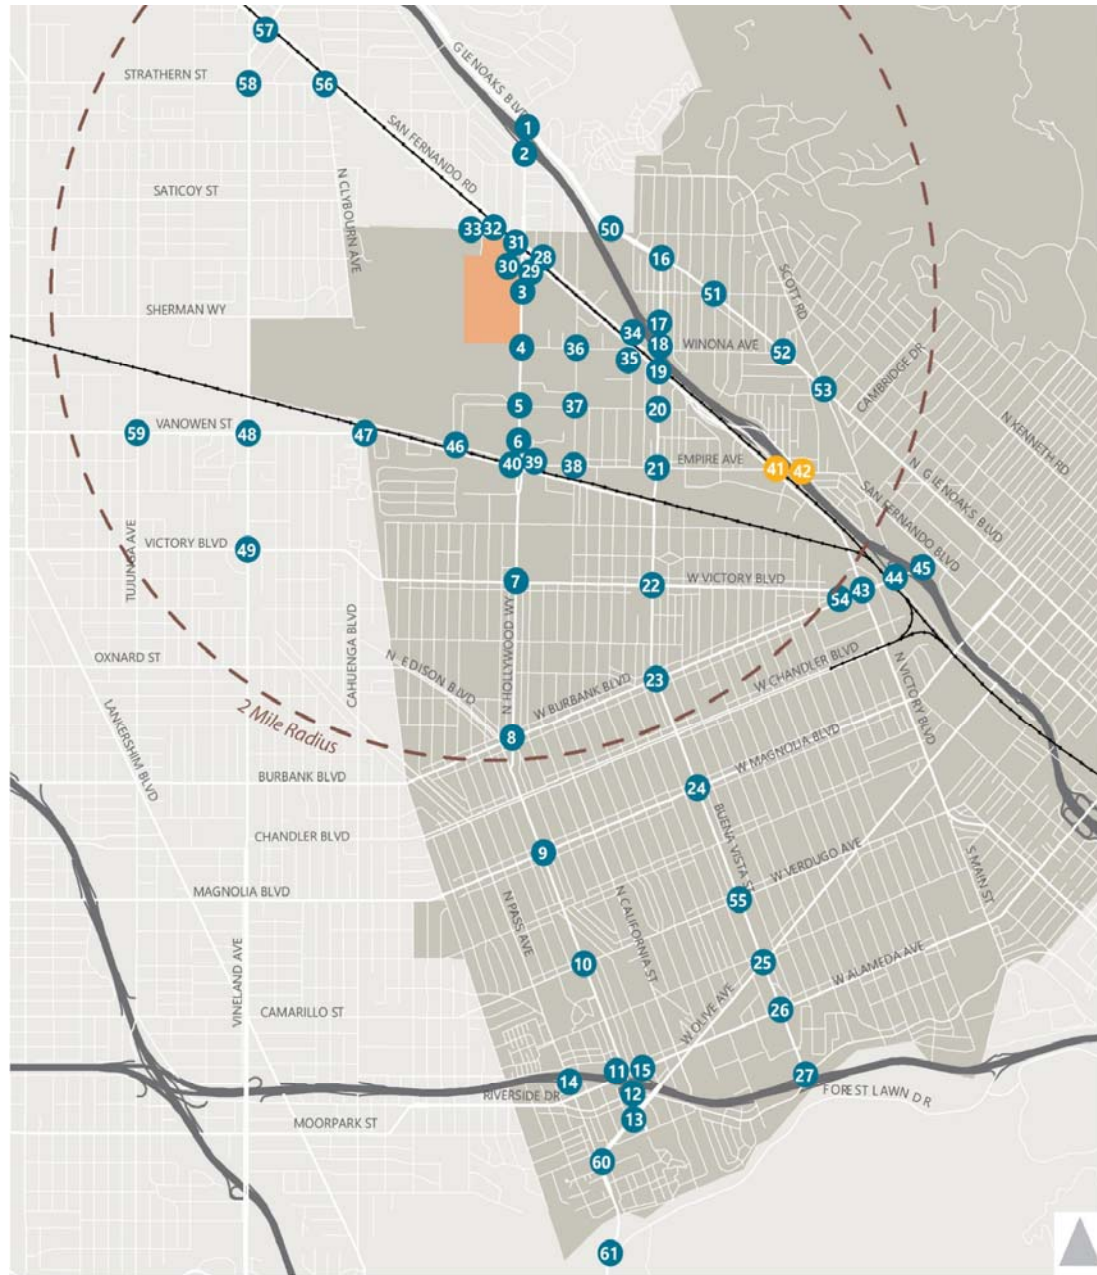 57
STRATHERN ST
58
56
GLENOAKS BLVD
1
2
SAN FERNANDO RD
SATICOY ST
N CLYBOURN AVE
33
32
31
50
28
30
29
16
3
51
SCOTT RD
SHERMAN WY
34
17
4
36
35
18
WINONA AVE
52
19
53
CAMBRIDGE DR
5
37
20
N KENNETH RD
59
VANOWEN ST
48
47
46
6
40
39
38
21
EMPIRE AVE
41
42
N GLENOAKS BLVD
SAN FERNANDO BLVD
TUJUNGA AVE
VICTORY BLVD
49
7
22
W VICTORY BLVD
54
43
44
45
OXNARD ST
CAHUENGA BLVD
N EDISON BLVD
N HOLLYWOOD WY
23
W CHANDLER BLVD
W BURBANK BLVD
N VICTORY BLVD
2 Mile Radius
8
LANKERSHIM BLVD
BURBANK BLVD
24
W MAGNOLIA BLVD
CHANDLER BLVD
9
BUENA VISTA ST
W VERDUGO AVE
S MAIN ST
MAGNOLIA BLVD
N PASS AVE
N CALIFORNIA ST
55
VINELAND AVE
10
25
W ALAMEDA AVE
CAMARILLO ST
W OLIVE AVE
26
14
11
15
27
RIVERSIDE DR
12
FOREST LAWN DR
MOORPARK ST
13
60
61